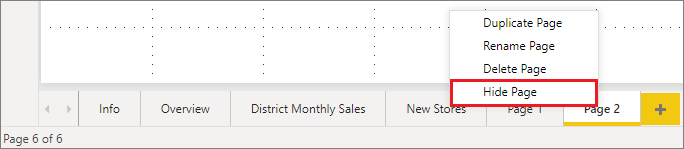 Duplicate Page
Rename Page
Delete Page
Hide Page
Info Overview District Monthly Sales New Stores Page 1 Page 2 +
Page 6 of 6